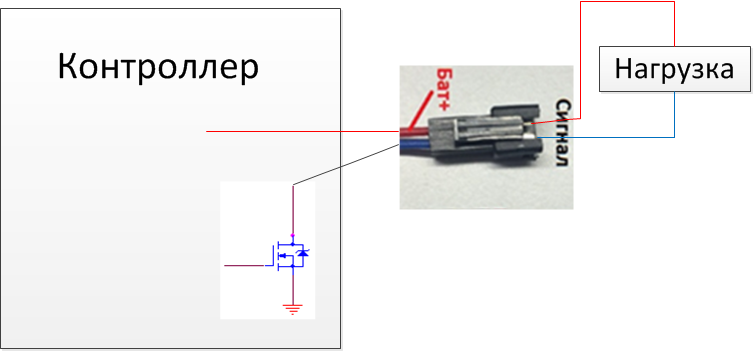 Контроллер
Бат+
Сигнал
Нагрузка